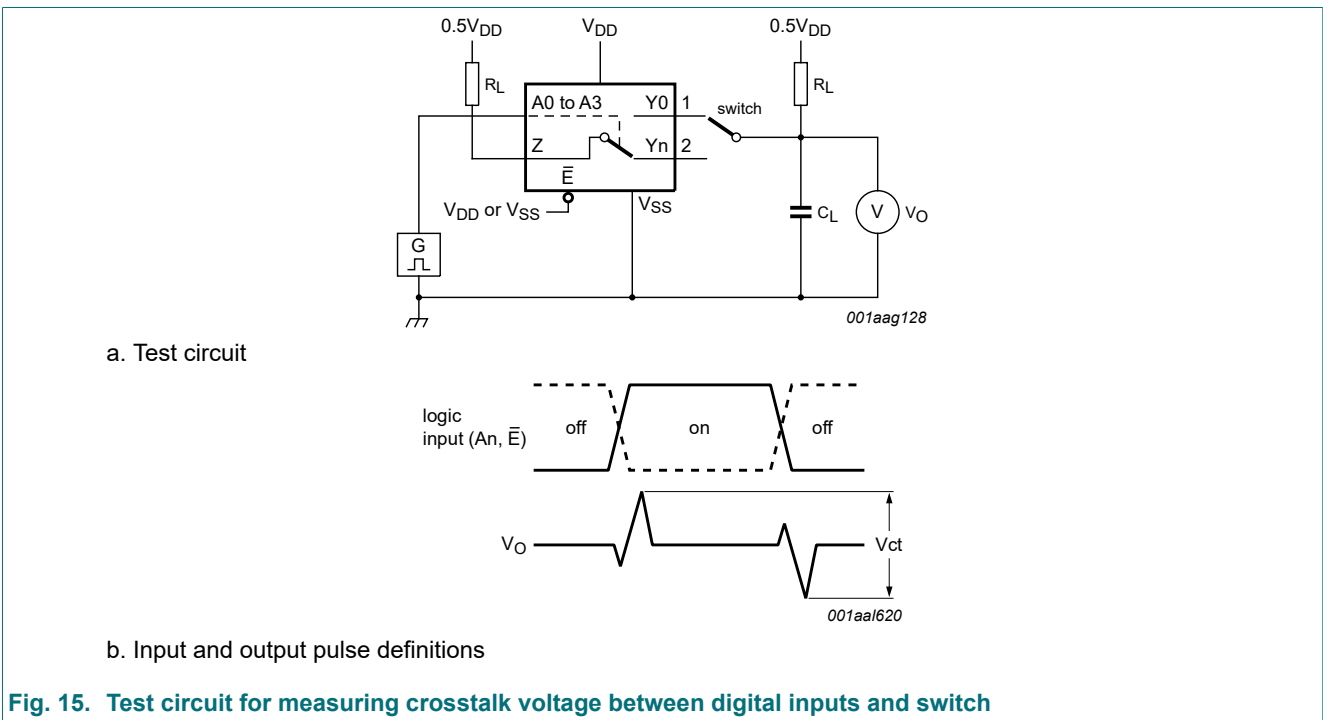 0.5VDD VDD 0.5VDD
RL RL
A0 to A3 Y0 1 switch
Z Yn 2
E̅
VDD or VSS VSS CL V VO
G
001aag128
a. Test circuit
logic
input (An, E̅) off on off
VO Vct
001aal620
b. Input and output pulse definitions
Fig. 15. Test circuit for measuring crosstalk voltage between digital inputs and switch